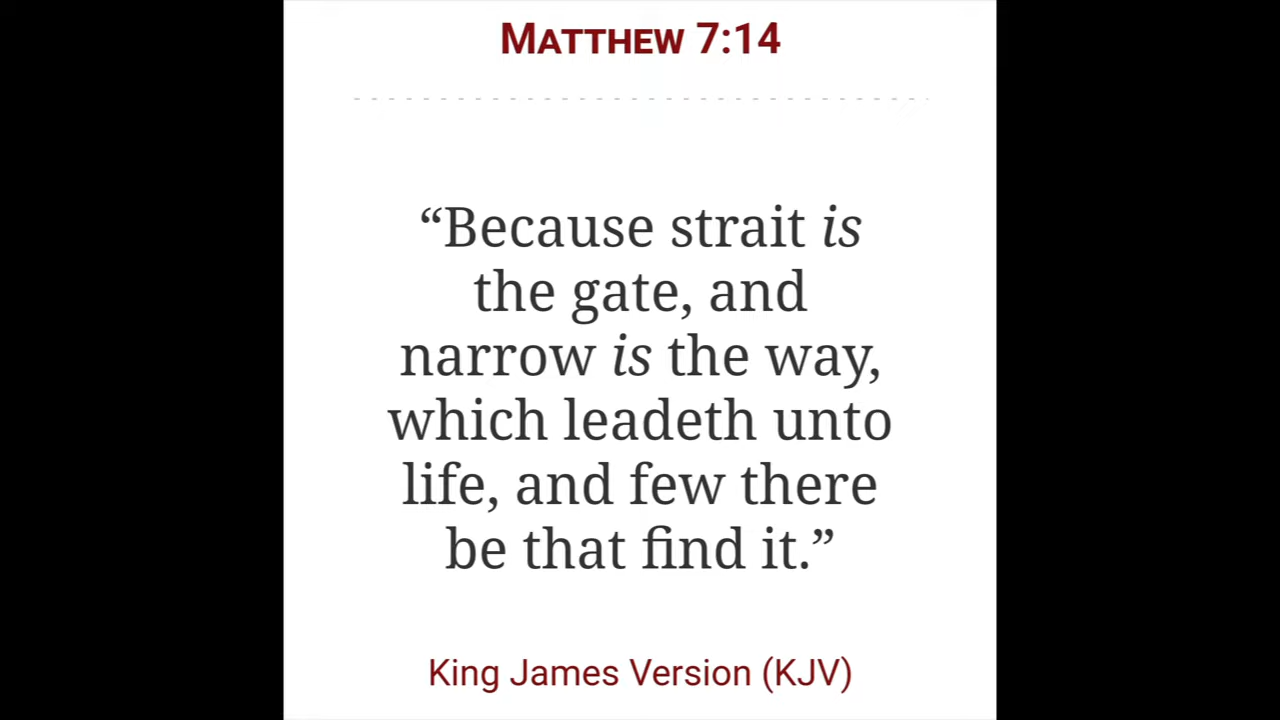 MATTHEW 7:14
“Because strait is
the gate, and
narrow is the way,
which leadeth unto
life, and few there
be that find it.”
King James Version (KJV)